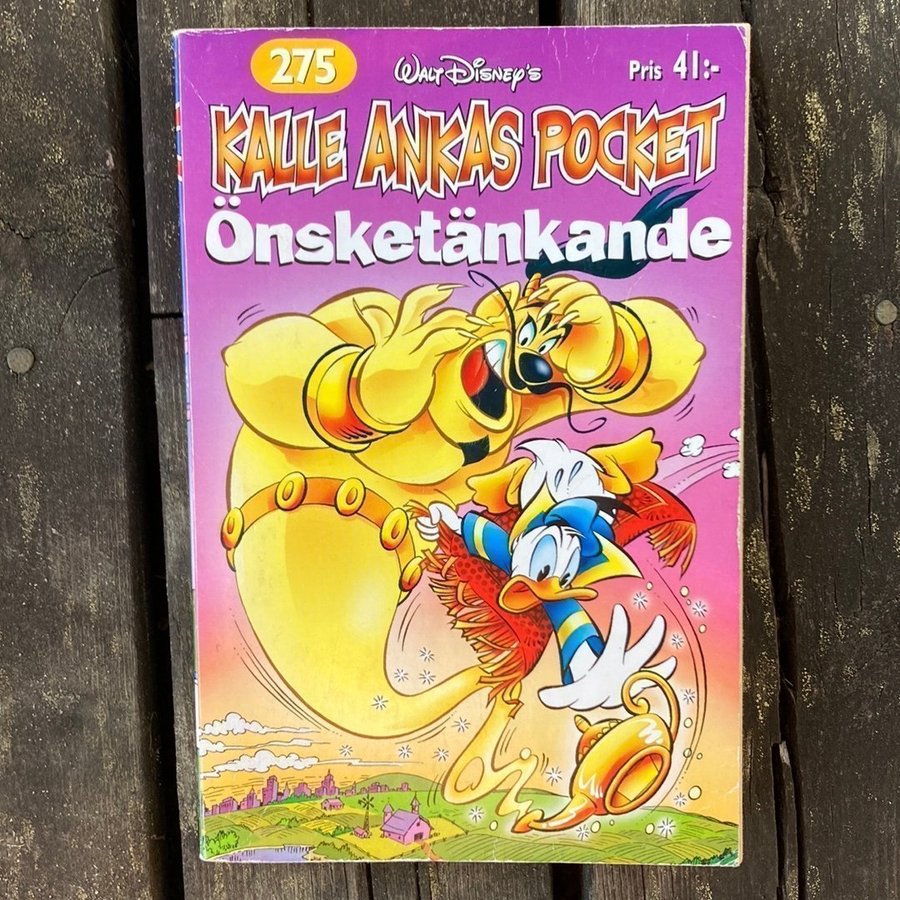 275 WALT DISNEY'S Pris 41:-
KALLE ANKAS POCKET
Önsketänkande